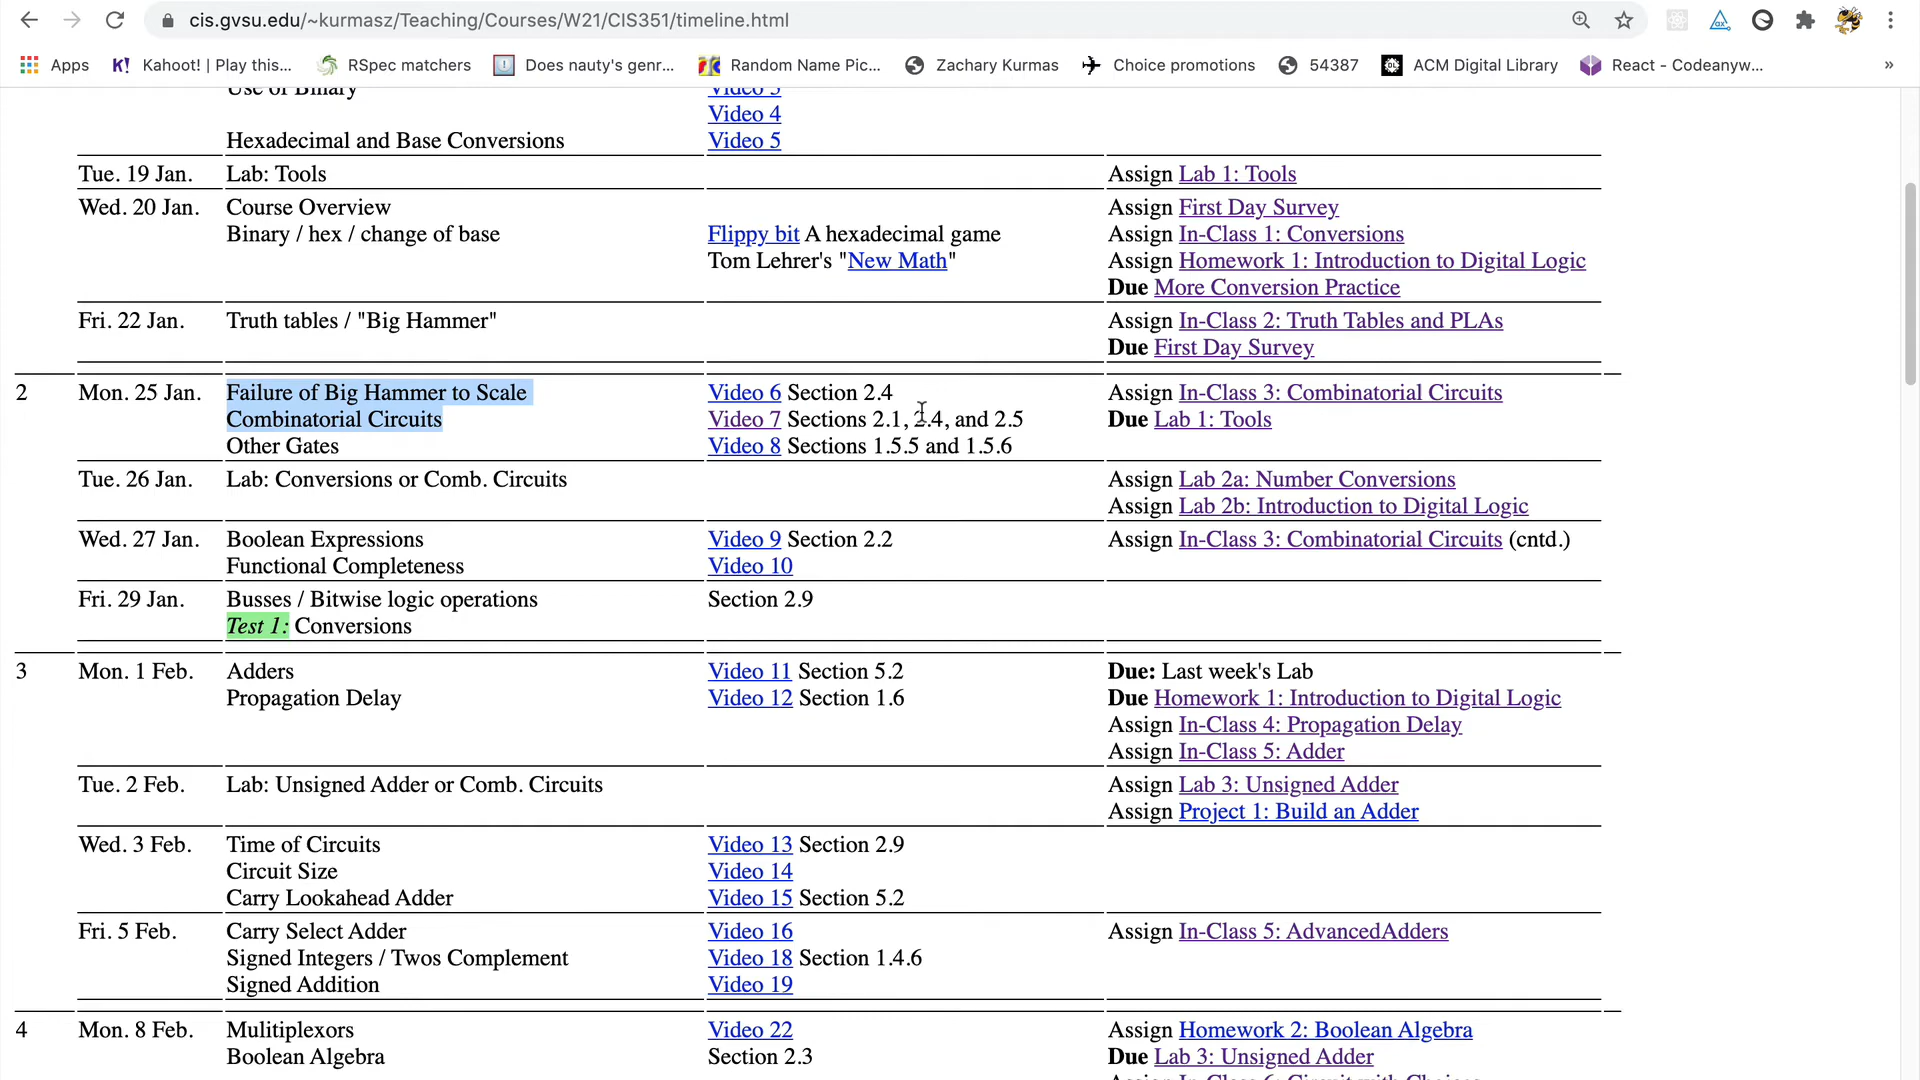 cis.gvsu.edu/~kurmasz/Teaching/Courses/W21/CIS351/timeline.html
Apps K! Kahoot! | Play this... RSpec matchers Does nauty's genr... Random Name Pic... Zachary Kurmas Choice promotions 54387 ACM Digital Library React - Codeanyw... »
Use of Binary Video 3
Video 4
Hexadecimal and Base Conversions Video 5
Tue. 19 Jan. Lab: Tools Assign Lab 1: Tools
Wed. 20 Jan. Course Overview Assign First Day Survey
Binary / hex / change of base Flippy bit A hexadecimal game Assign In-Class 1: Conversions
Tom Lehrer's "New Math" Assign Homework 1: Introduction to Digital Logic
Due More Conversion Practice
Fri. 22 Jan. Truth tables / "Big Hammer" Assign In-Class 2: Truth Tables and PLAs
Due First Day Survey
2 Mon. 25 Jan. Failure of Big Hammer to Scale Video 6 Section 2.4 Assign In-Class 3: Combinatorial Circuits
Combinatorial Circuits Video 7 Sections 2.1, 2.4, and 2.5 Due Lab 1: Tools
Other Gates Video 8 Sections 1.5.5 and 1.5.6
Tue. 26 Jan. Lab: Conversions or Comb. Circuits Assign Lab 2a: Number Conversions
Assign Lab 2b: Introduction to Digital Logic
Wed. 27 Jan. Boolean Expressions Video 9 Section 2.2 Assign In-Class 3: Combinatorial Circuits (cntd.)
Functional Completeness Video 10
Fri. 29 Jan. Busses / Bitwise logic operations Section 2.9
Test 1: Conversions
3 Mon. 1 Feb. Adders Video 11 Section 5.2 Due: Last week's Lab
Propagation Delay Video 12 Section 1.6 Due Homework 1: Introduction to Digital Logic
Assign In-Class 4: Propagation Delay
Assign In-Class 5: Adder
Tue. 2 Feb. Lab: Unsigned Adder or Comb. Circuits Assign Lab 3: Unsigned Adder
Assign Project 1: Build an Adder
Wed. 3 Feb. Time of Circuits Video 13 Section 2.9
Circuit Size Video 14
Carry Lookahead Adder Video 15 Section 5.2
Fri. 5 Feb. Carry Select Adder Video 16 Assign In-Class 5: AdvancedAdders
Signed Integers / Twos Complement Video 18 Section 1.4.6
Signed Addition Video 19
4 Mon. 8 Feb. Mulitiplexors Video 22 Assign Homework 2: Boolean Algebra
Boolean Algebra Section 2.3 Due Lab 3: Unsigned Adder
Assign In-Class 6: Circuit with Choices